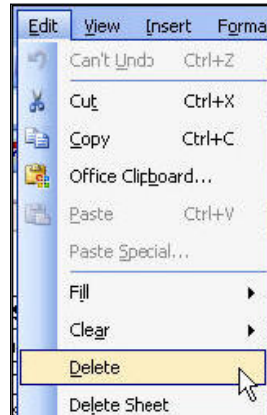 Edit View Insert Forma
Can't Undo Ctrl+Z
Cut Ctrl+X
Copy Ctrl+C
Office Clipboard...
Paste Ctrl+V
Paste Special...
Fill
Clear
Delete
Delete Sheet